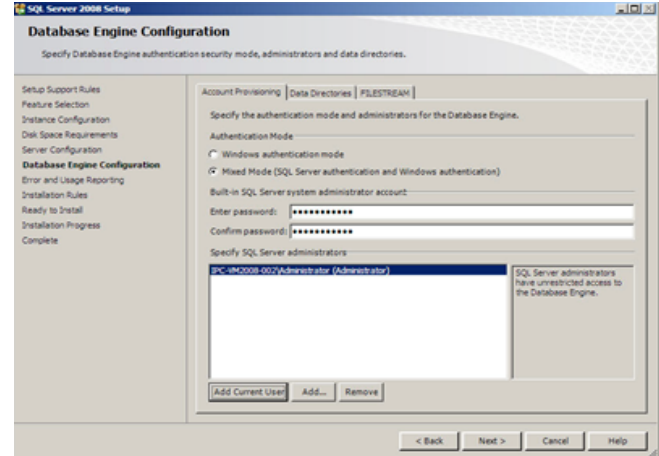 SQL Server 2008 Setup
Database Engine Configuration
Specify Database Engine authentication security mode, administrators and data directories.
Setup Support Rules
Feature Selection
Instance Configuration
Disk Space Requirements
Server Configuration
Database Engine Configuration
Error and Usage Reporting
Installation Rules
Ready to Install
Installation Progress
Complete
Account Provisioning Data Directories FILESTREAM
Specify the authentication mode and administrators for the Database Engine.
Authentication Mode
Windows authentication mode
Mixed Mode (SQL Server authentication and Windows authentication)
Built-in SQL Server system administrator account
Enter password: ●●●●●●●●●●●
Confirm password: ●●●●●●●●●●●
Specify SQL Server administrators
IPC-VM2008-002\Administrator (Administrator)
SQL Server administrators
have unrestricted access to
the Database Engine.
Add Current User Add... Remove
< Back Next > Cancel Help